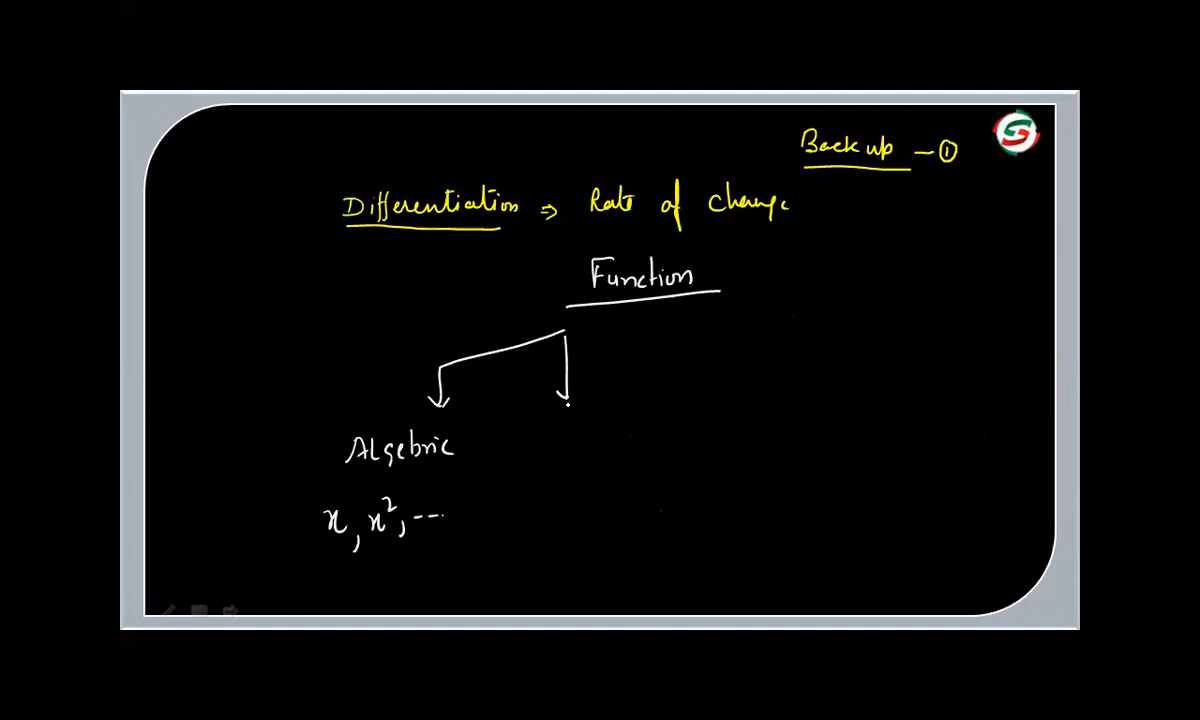 Back up - ①
Differentiation ⇒ Rate of change
Function
Algebric
x, x², ---